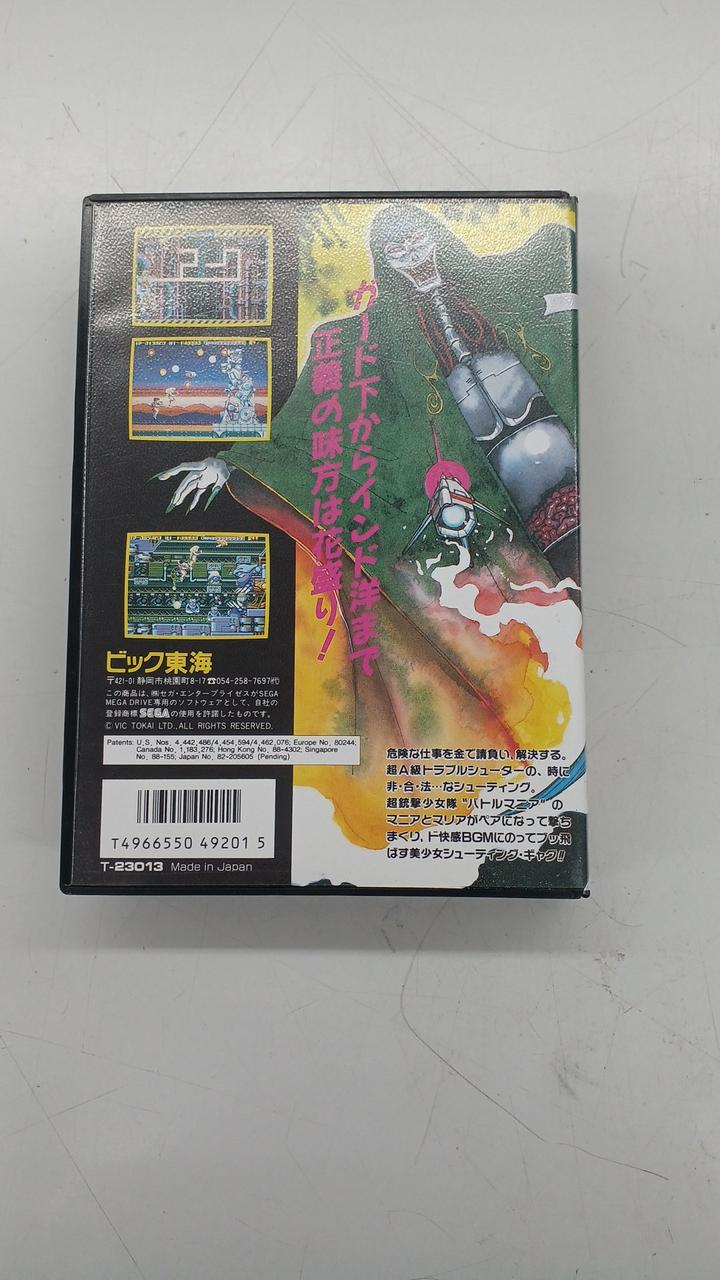 ガード下からインド洋まで
正義の味方は花盛り!
ビック東海
〒421-01 静岡市桃園町8-17☎054-258-7697㈹
この商品は、㈱セガ・エンタープライゼスがSEGA
MEGA DRIVE専用のソフトウェアとして、自社の
登録商標SEGAの使用を許諾したものです。
© VIC TOKAI LTD.,ALL RIGHTS RESERVED.
Patents: U.S. Nos. 4,442,486/4,454,594/4,462,076; Europe No. 80244;
Canada No. 1,183,276; Hong Kong No. 88-4302; Singapore
No. 88-155; Japan No. 82-205605 (Pending)
T4966550 49201 5
T-23013 Made in Japan
危険な仕事を金で請負い、解決する。
超A級トラブルシューターの、時に
非・合・法…なシューティング。
超銃撃少女隊“バトルマニア”の
マニアとマリアがペアになって撃ち
まくり、ド快感BGMにのってブッ飛
ばす美少女シューティング・ギャグ!!